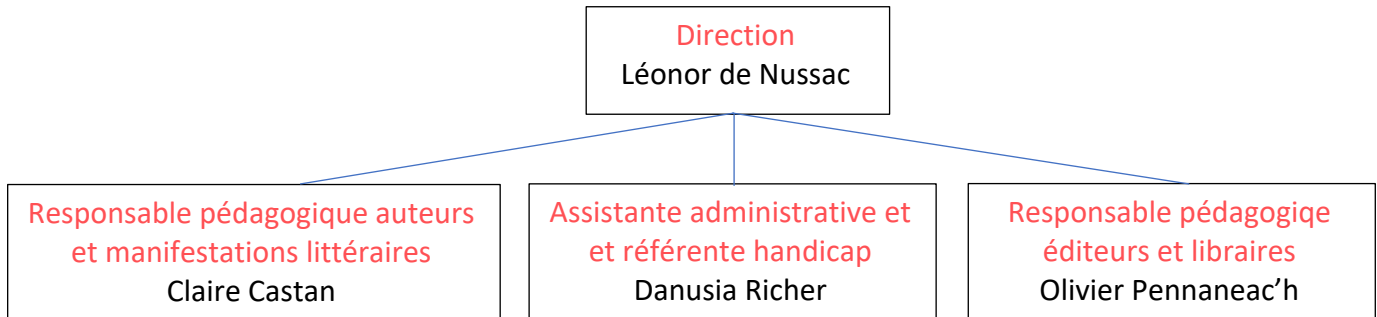 Direction
Léonor de Nussac
Responsable pédagogique auteurs
et manifestations littéraires
Claire Castan
Assistante administrative et
et référente handicap
Danusia Richer
Responsable pédagogiqe
éditeurs et libraires
Olivier Pennaneac’h